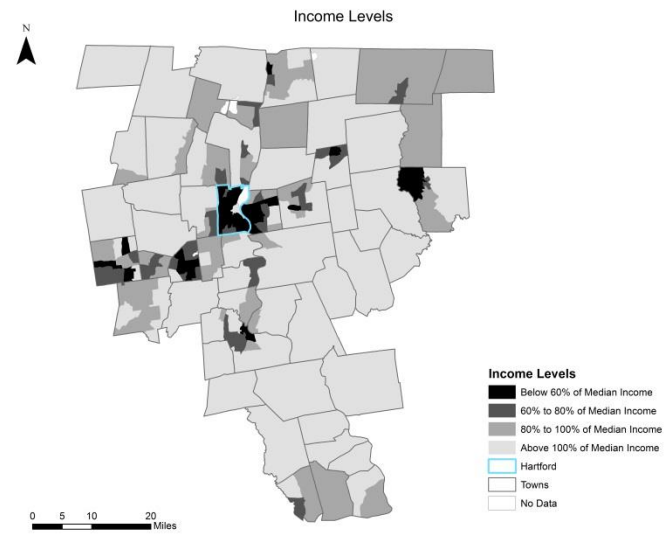 Income Levels
N
Income Levels
Below 60% of Median Income
60% to 80% of Median Income
80% to 100% of Median Income
Above 100% of Median Income
Hartford
Towns
No Data
0 5 10 20
Miles